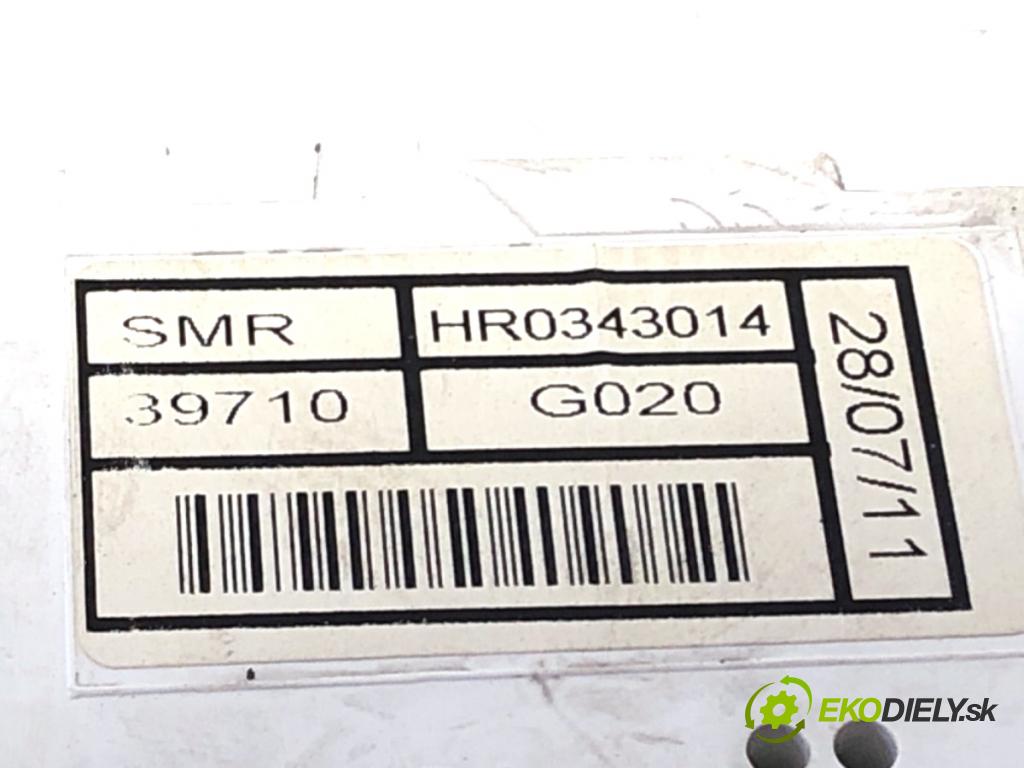 SMR
HR0343014
39710
G020
28/07/11
EKODIELY.sk